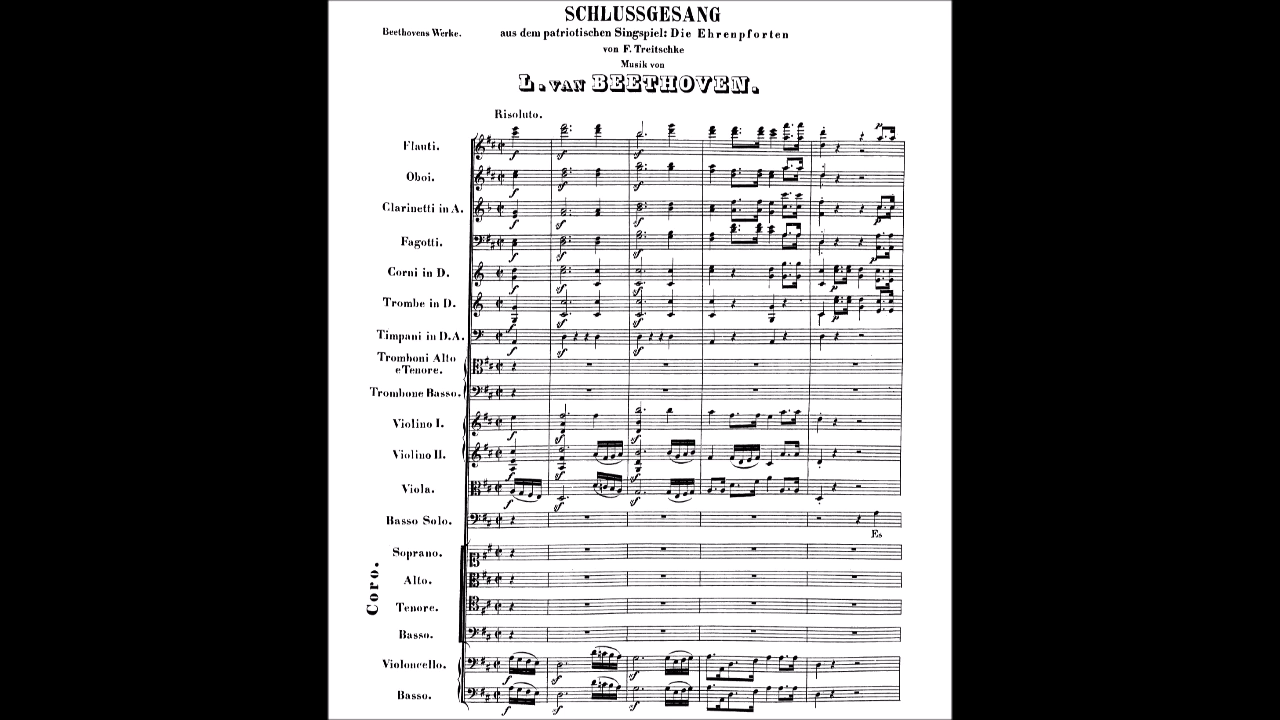 SCHLUSSGESANG
Beethovens Werke.
aus dem patriotischen Singspiel: Die Ehrenpforten
von F. Treitschke
Musik von
L. VAN BEETHOVEN.
Risoluto.
Flauti.
Oboi.
Clarinetti in A.
Fagotti.
Corni in D.
Trombe in D.
Timpani in D.A.
Tromboni Alto
e Tenore.
Trombone Basso.
Violino I.
Violino II.
Viola.
Basso Solo.
Es
Coro.
Soprano.
Alto.
Tenore.
Basso.
Violoncello.
Basso.